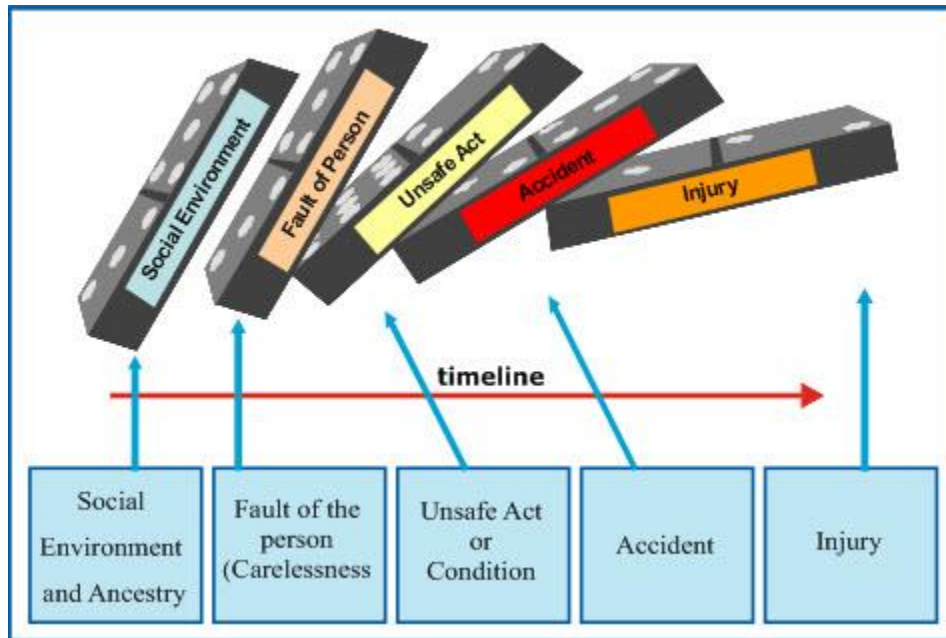 Social Environment
Fault of Person
Unsafe Act
Accident
Injury
timeline
Social
Environment
and Ancestry
Fault of the
person
(Carelessness
Unsafe Act
or
Condition
Accident
Injury